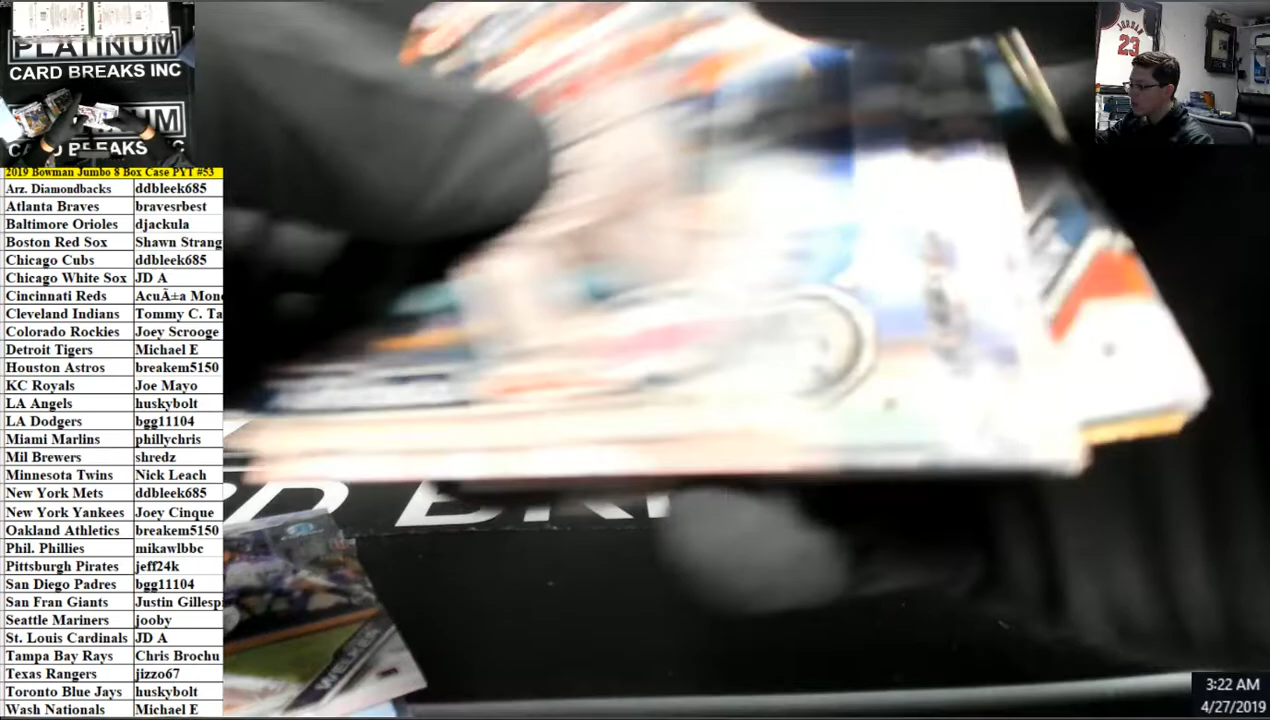 PLATINUM
CARD BREAKS INC
2019 Bowman Jumbo 8 Box Case PYT #53
Arz. Diamondbacks ddbleek685
Atlanta Braves bravesrbest
Baltimore Orioles djackula
Boston Red Sox Shawn Strang
Chicago Cubs ddbleek685
Chicago White Sox JD A
Cincinnati Reds AcuÃ±a Mon
Cleveland Indians Tommy C. Ta
Colorado Rockies Joey Scrooge
Detroit Tigers Michael E
Houston Astros breakem5150
KC Royals Joe Mayo
LA Angels huskybolt
LA Dodgers bgg11104
Miami Marlins phillychris
Mil Brewers shredz
Minnesota Twins Nick Leach
New York Mets ddbleek685
New York Yankees Joey Cinque
Oakland Athletics breakem5150
Phil. Phillies mikawlbbc
Pittsburgh Pirates jeff24k
San Diego Padres bgg11104
San Fran Giants Justin Gillesp
Seattle Mariners jooby
St. Louis Cardinals JD A
Tampa Bay Rays Chris Brochu
Texas Rangers jizzo67
Toronto Blue Jays huskybolt
Wash Nationals Michael E
JORDAN
23
3:22 AM
4/27/2019